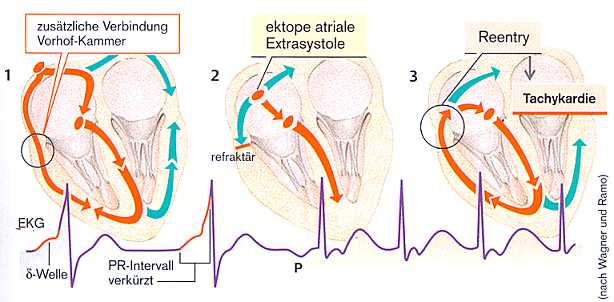 zusätzliche Verbindung
Vorhof-Kammer
1
ektope atriale
Extrasystole
2
refraktär
Reentry
3
Tachykardie
EKG
δ-Welle
PR-Intervall
verkürzt
P
(nach Wagner und Ramo)